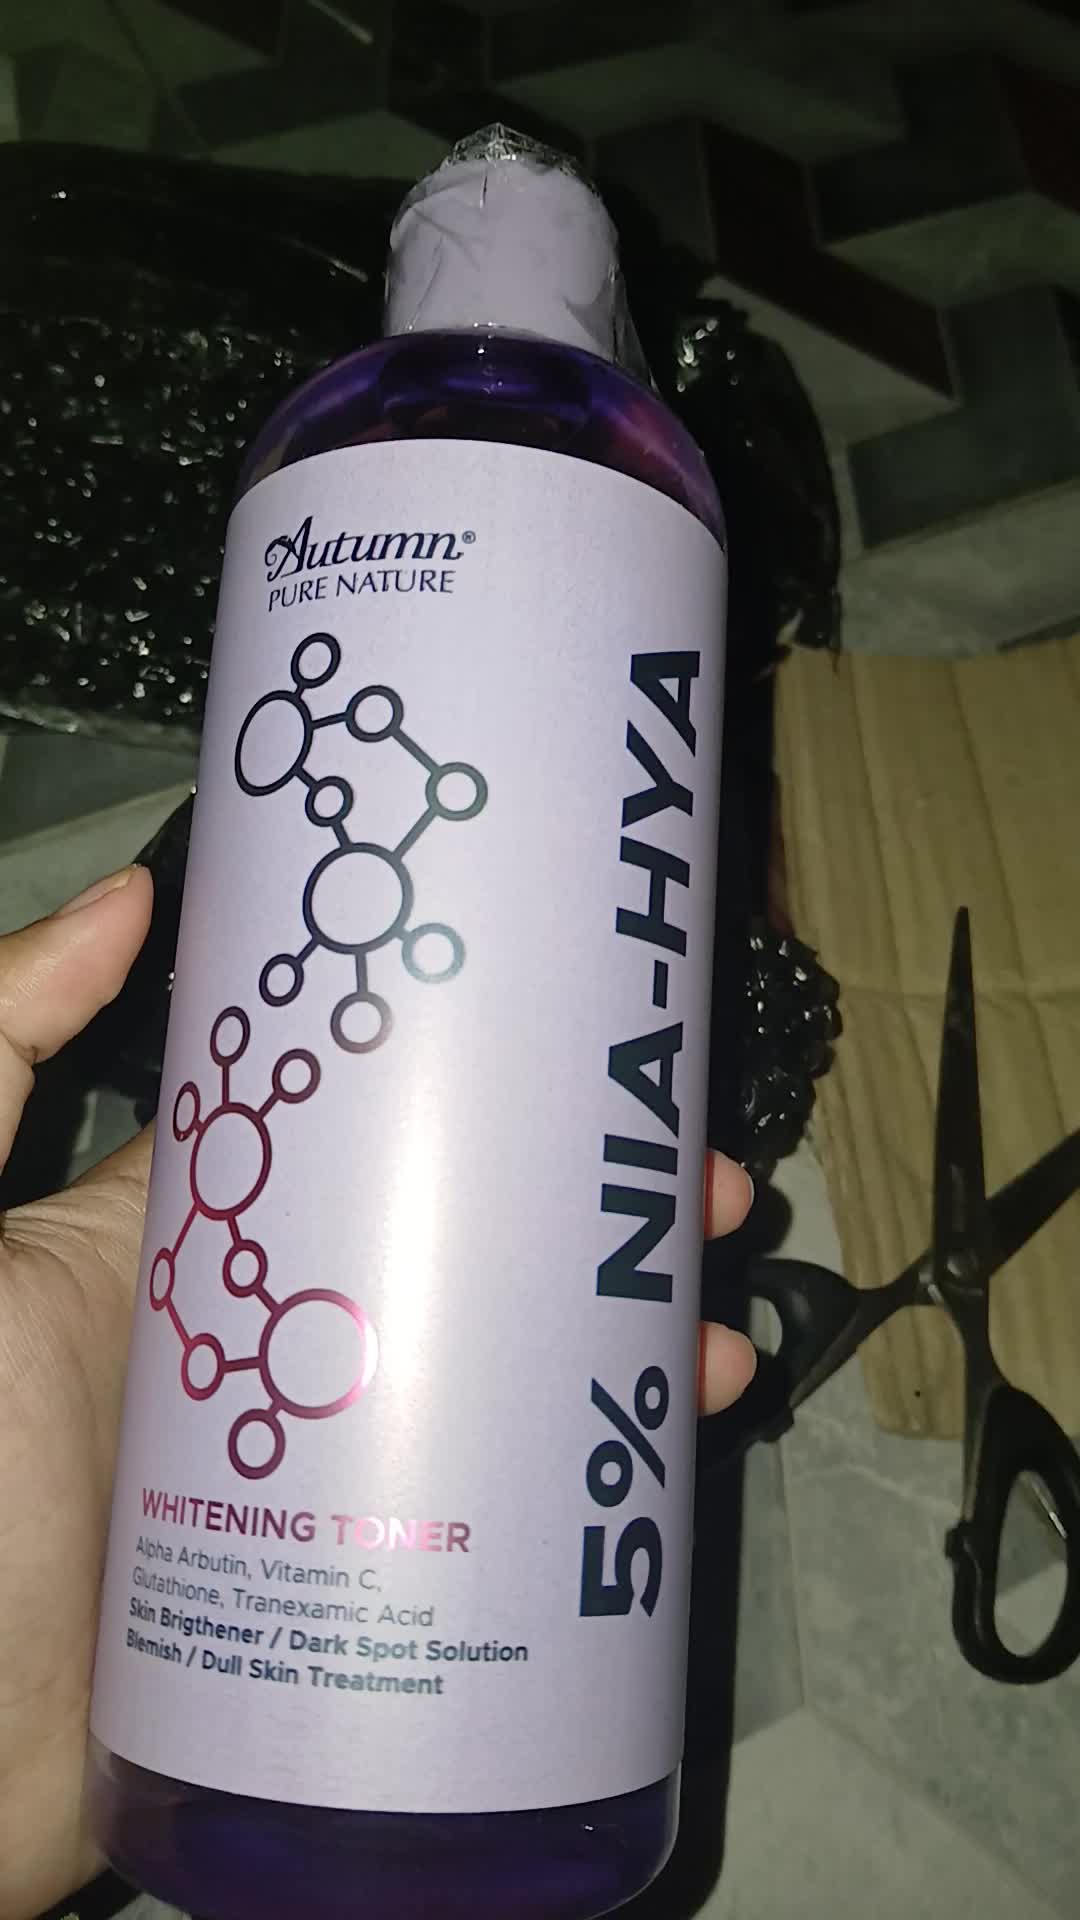 Autumn®
PURE NATURE
5% NIA-HYA
WHITENING TONER
Alpha Arbutin, Vitamin C,
Glutathione, Tranexamic Acid
Skin Brigthener / Dark Spot Solution
Blemish / Dull Skin Treatment